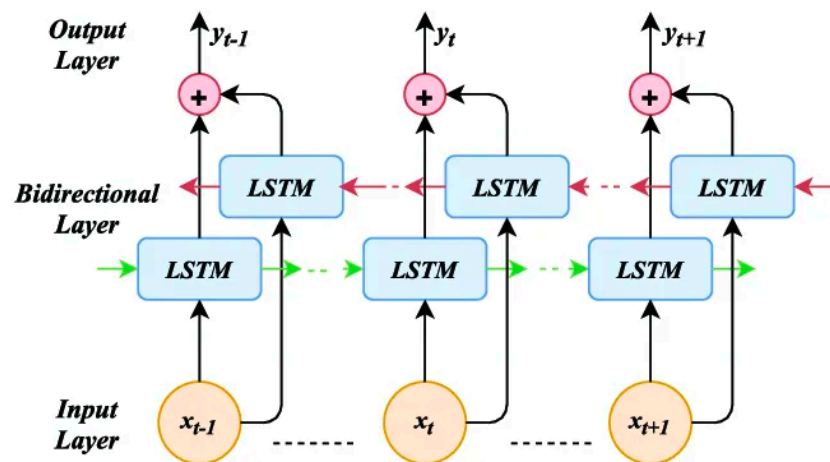 Output
Layer
y_{t-1}
y_t
y_{t+1}
+
+
+
LSTM
LSTM
LSTM
Bidirectional
Layer
LSTM
LSTM
LSTM
Input
Layer
x_{t-1}
x_t
x_{t+1}